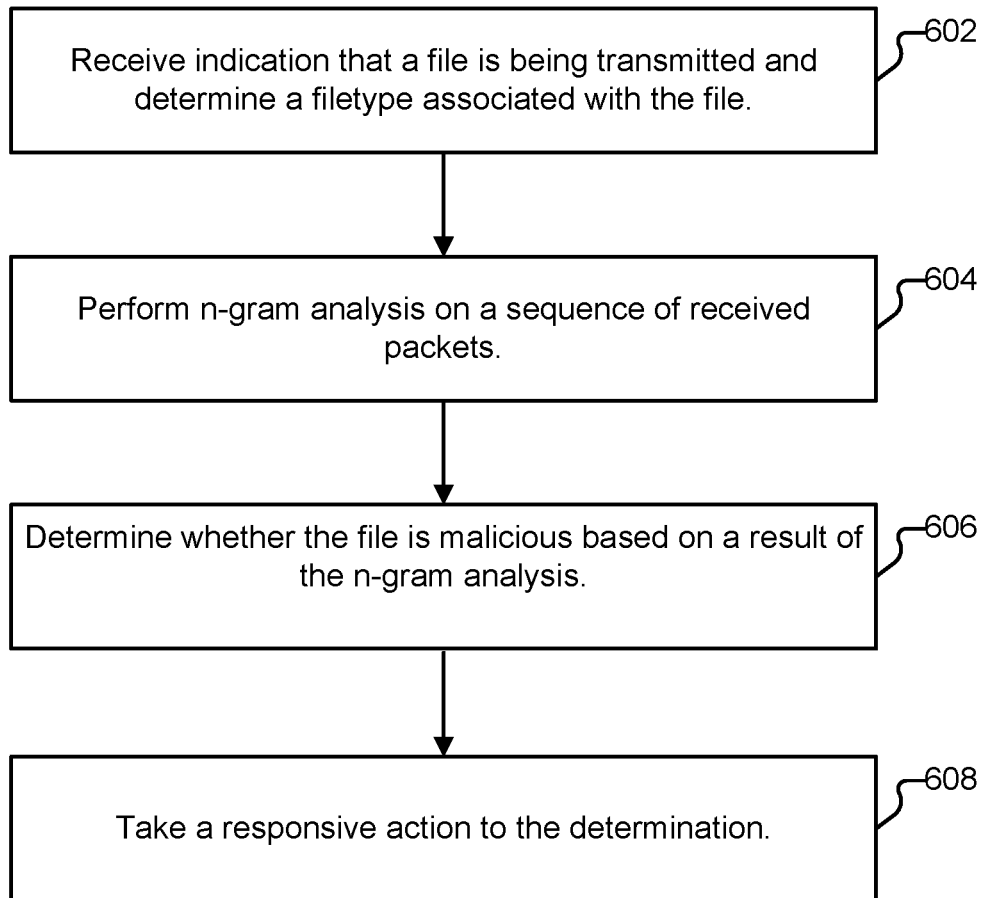 602
Receive indication that a file is being transmitted and
determine a filetype associated with the file.
604
Perform n-gram analysis on a sequence of received
packets.
606
Determine whether the file is malicious based on a result of
the n-gram analysis.
608
Take a responsive action to the determination.